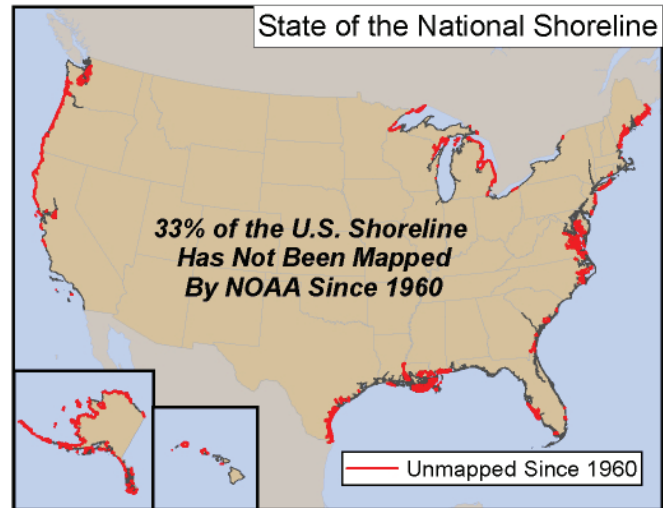 State of the National Shoreline
33% of the U.S. Shoreline
Has Not Been Mapped
By NOAA Since 1960
Unmapped Since 1960